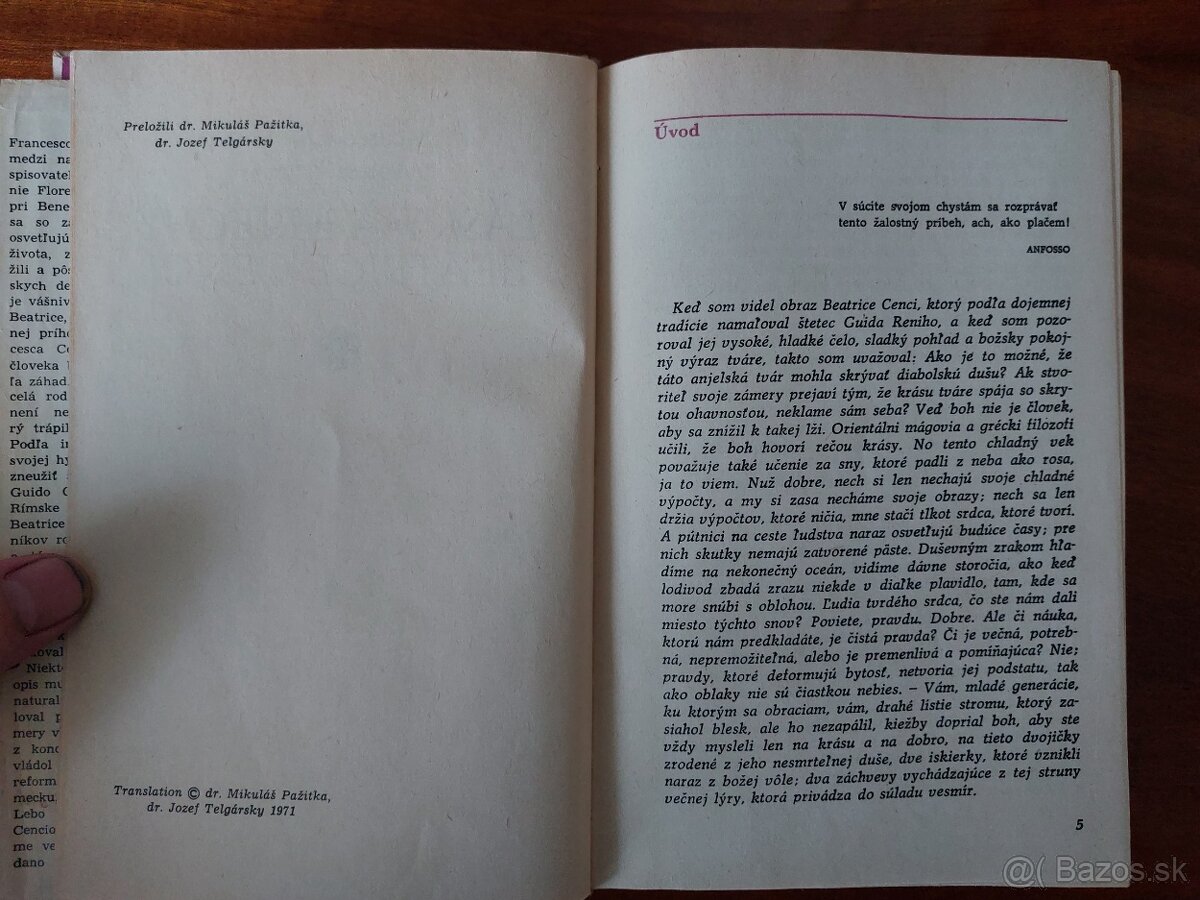 Francesco
medzi na
spisovateľ
nie Flore
pri Bene
sa so zá
osvetľujú
života, z
žili a pôs
skych de
je vášniv
Beatrice,
nej prího
cesca Ce
človeka
ľa záhad.
celá rod
není ne
rý trápil
Podľa in
svojej hy
zneužiť
Guido
Rímske
Beatrice
níkov ro
Niekt
opis mu
natural
loval p
mery v
z konc
vládol
reform
mecku.
Lebo
Cencio
me ve
dano
Preložili dr. Mikuláš Pažitka,
dr. Jozef Telgársky
Translation © dr. Mikuláš Pažitka,
dr. Jozef Telgársky 1971
Úvod
V súcite svojom chystám sa rozprávať
tento žalostný príbeh, ach, ako plačem!
ANFOSSO
Keď som videl obraz Beatrice Cenci, ktorý podľa dojemnej
tradície namaľoval štetec Guida Reniho, a keď som pozo-
roval jej vysoké, hladké čelo, sladký pohľad a božsky pokoj-
ný výraz tváre, takto som uvažoval: Ako je to možné, že
táto anjelská tvár mohla skrývať diabolskú dušu? Ak stvo-
riteľ svoje zámery prejaví tým, že krásu tváre spája so skry-
tou ohavnosťou, neklame sám seba? Veď boh nie je človek,
aby sa znížil k takej lži. Orientálni mágovia a grécki filozofi
učili, že boh hovorí rečou krásy. No tento chladný vek
považuje také učenie za sny, ktoré padli z neba ako rosa,
ja to viem. Nuž dobre, nech si len nechajú svoje chladné
výpočty, a my si zasa necháme svoje obrazy; nech sa len
držia výpočtov, ktoré ničia, mne stačí tlkot srdca, ktoré tvorí.
A pútnici na ceste ľudstva naraz osvetľujú budúce časy; pre
nich skutky nemajú zatvorené päste. Duševným zrakom hľa-
díme na nekonečný oceán, vidíme dávne storočia, ako keď
lodivod zbadá zrazu niekde v diaľke plavidlo, tam, kde sa
more snúbi s oblohou. Ľudia tvrdého srdca, čo ste nám dali
miesto týchto snov? Poviete, pravdu. Dobre. Ale či náuka,
ktorú nám predkladáte, je čistá pravda? Či je večná, potreb-
ná, nepremožiteľná, alebo je premenlivá a pomíňajúca? Nie;
pravdy, ktoré deformujú bytosť, netvoria jej podstatu, tak
ako oblaky nie sú čiastkou nebies. – Vám, mladé generácie,
ku ktorým sa obraciam, vám, drahé listie stromu, ktorý za-
siahol blesk, ale ho nezapálil, kiežby doprial boh, aby ste
vždy mysleli len na krásu a na dobro, na tieto dvojičky
zrodené z jeho nesmrteľnej duše, dve iskierky, ktoré vznikli
naraz z božej vôle; dva záchvevy vychádzajúce z tej struny
večnej lýry, ktorá privádza do súladu vesmír.
5
@( Bazos.sk